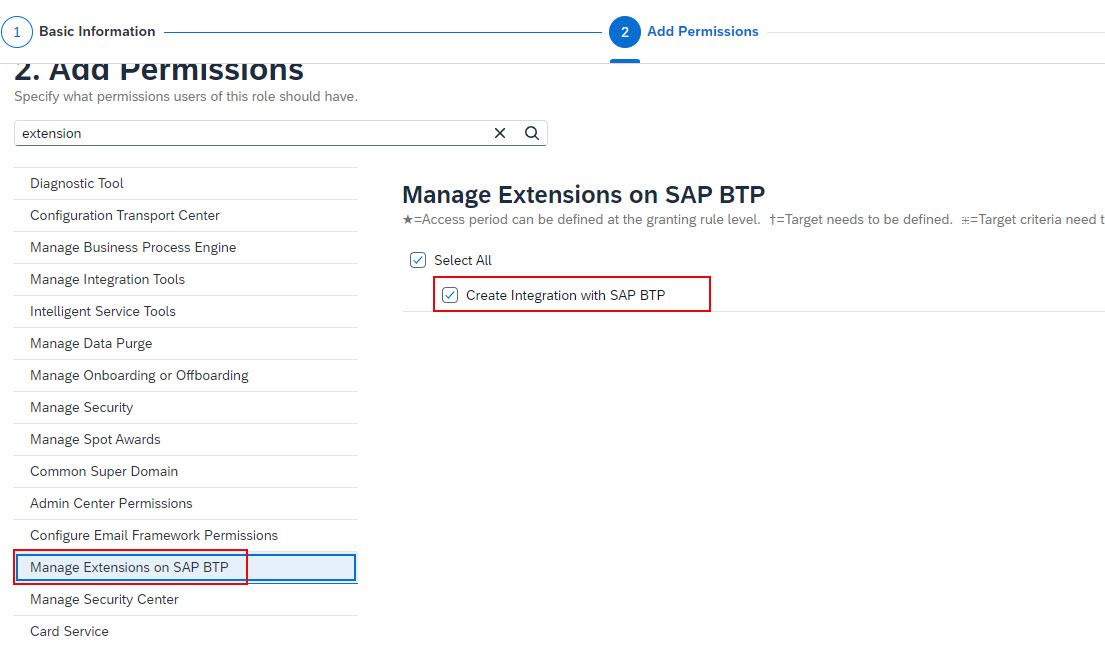 1 Basic Information
2 Add Permissions
2. Add Permissions
Specify what permissions users of this role should have.
extension
Diagnostic Tool
Configuration Transport Center
Manage Business Process Engine
Manage Integration Tools
Intelligent Service Tools
Manage Data Purge
Manage Onboarding or Offboarding
Manage Security
Manage Spot Awards
Common Super Domain
Admin Center Permissions
Configure Email Framework Permissions
Manage Extensions on SAP BTP
Manage Security Center
Card Service
Manage Extensions on SAP BTP
★=Access period can be defined at the granting rule level. †=Target needs to be defined. ⁜=Target criteria need t
Select All
Create Integration with SAP BTP